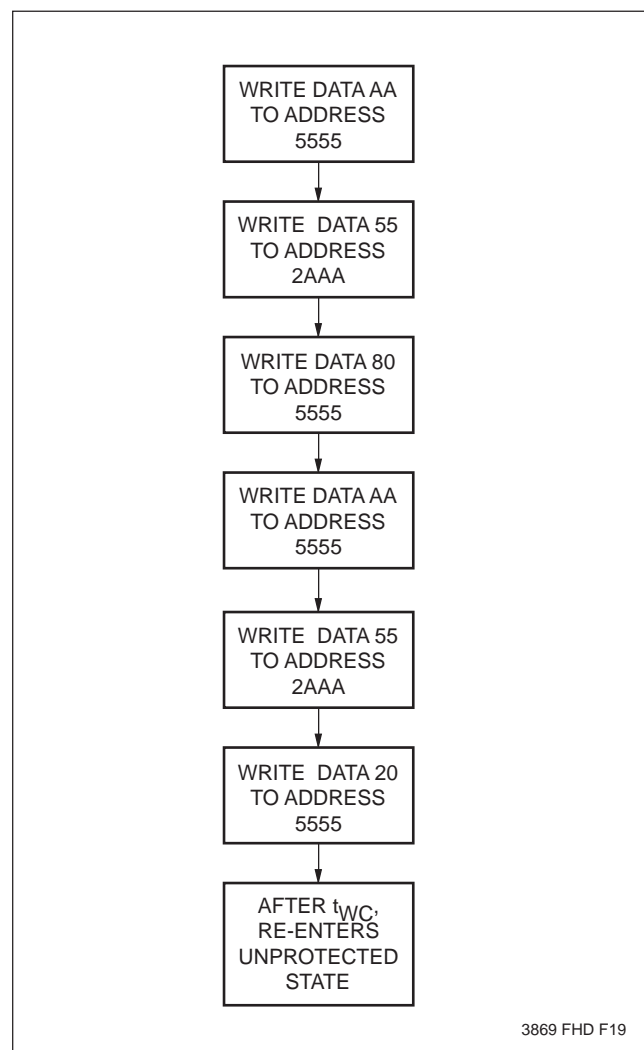 WRITE DATA AA
TO ADDRESS
5555
WRITE DATA 55
TO ADDRESS
2AAA
WRITE DATA 80
TO ADDRESS
5555
WRITE DATA AA
TO ADDRESS
5555
WRITE DATA 55
TO ADDRESS
2AAA
WRITE DATA 20
TO ADDRESS
5555
AFTER tWC,
RE-ENTERS
UNPROTECTED
STATE
3869 FHD F19